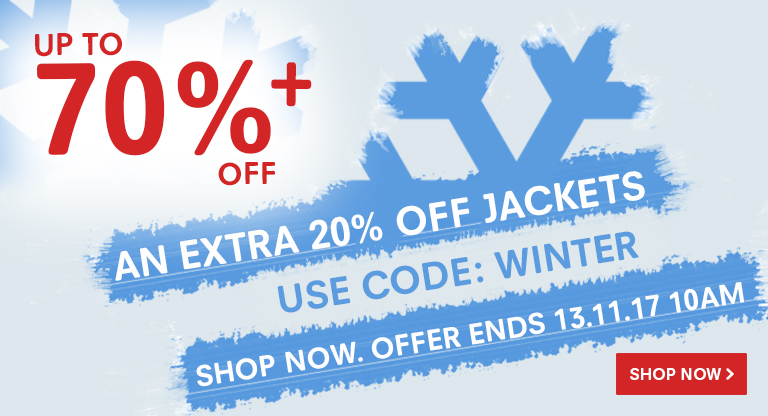 UP TO
70%+
OFF
AN EXTRA 20% OFF JACKETS
USE CODE: WINTER
SHOP NOW. OFFER ENDS 13.11.17 10AM
SHOP NOW >